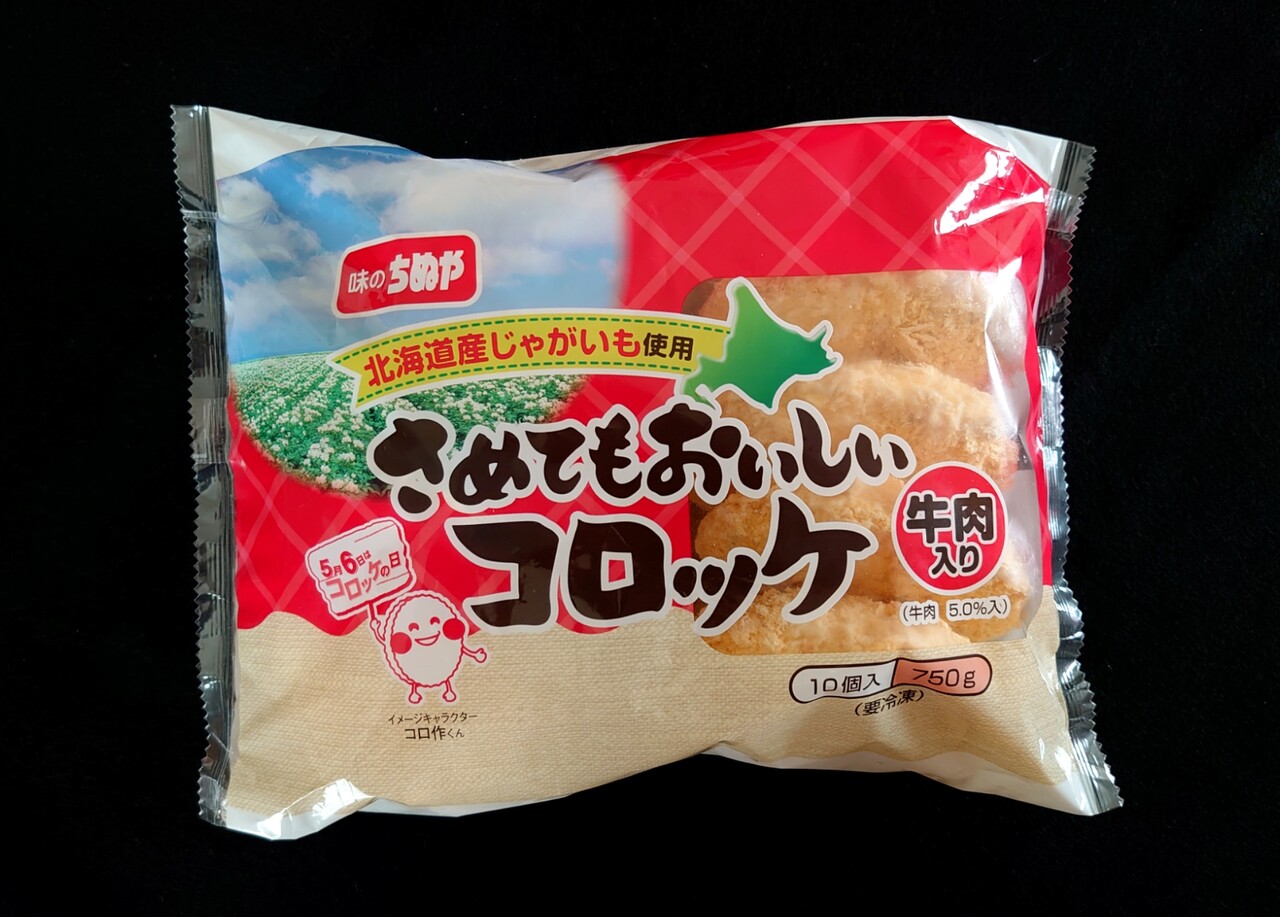 味の ちぬや
北海道産じゃがいも使用
さめてもおいしい
コロッケ
牛肉
入り
(牛肉 5.0%入)
5月6日は
コロッケの日
イメージキャラクター
コロ作くん
10個入 750g
(要冷凍)